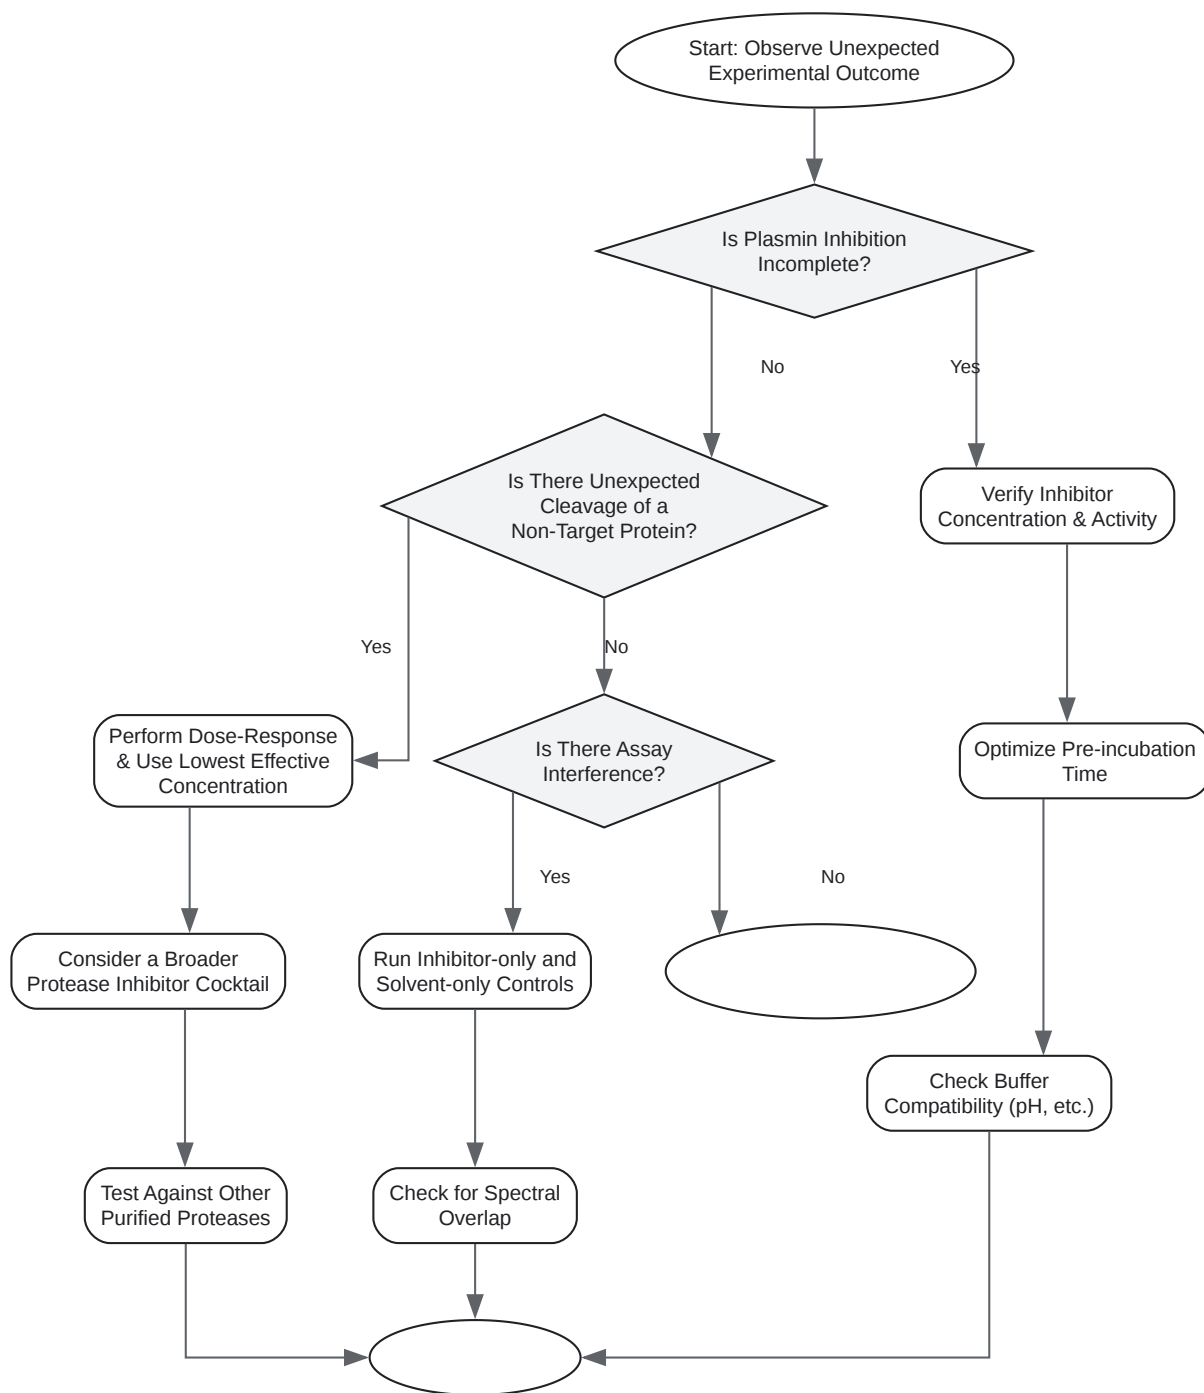 Start: Observe Unexpected
Experimental Outcome
Is Plasmin Inhibition
Incomplete?
No
Yes
Is There Unexpected
Cleavage of a
Non-Target Protein?
Verify Inhibitor
Concentration & Activity
Yes
No
Perform Dose-Response
& Use Lowest Effective
Concentration
Is There Assay
Interference?
Optimize Pre-incubation
Time
Yes
No
Consider a Broader
Protease Inhibitor Cocktail
Run Inhibitor-only and
Solvent-only Controls
Check Buffer
Compatibility (pH, etc.)
Test Against Other
Purified Proteases
Check for Spectral
Overlap